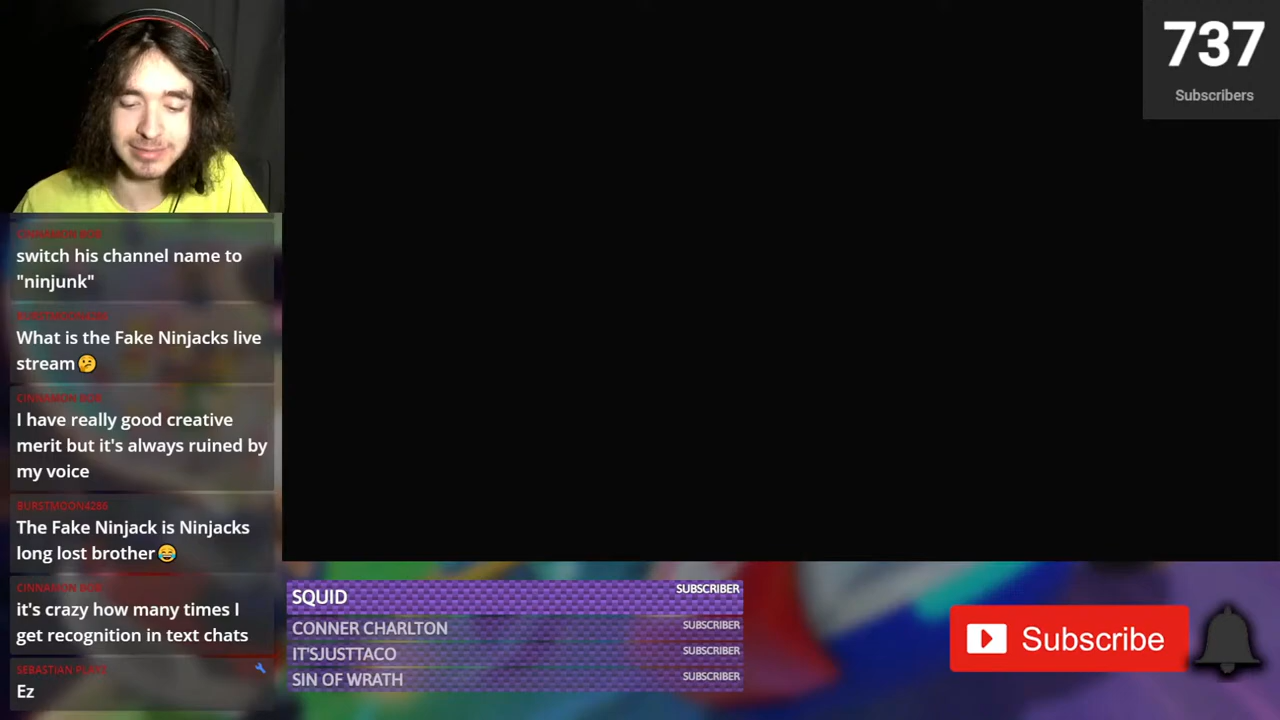 737
Subscribers
switch his channel name to
"ninjunk"
What is the Fake Ninjacks live
stream🤔
I have really good creative
merit but it's always ruined by
my voice
BURSTMOON4286
The Fake Ninjack is Ninjacks
long lost brother😂
CINNAMON
it's crazy how many times I
get recognition in text chats
SEBASTIAN
Ez
SQUID SUBSCRIBER
CONNER CHARLTON SUBSCRIBER
IT'SJUSTTACO SUBSCRIBER
SIN OF WRATH SUBSCRIBER
Subscribe